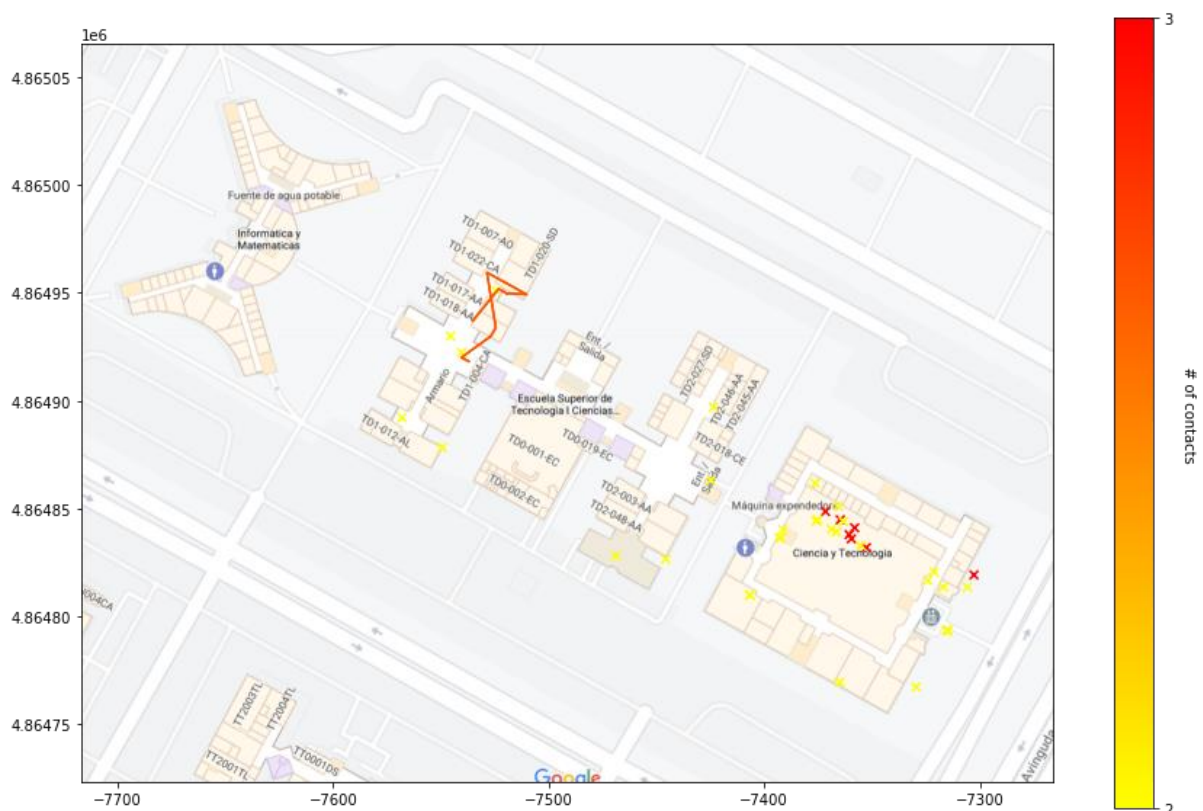 1e6
4.86505
4.86500
4.86495
4.86490
4.86485
4.86480
4.86475
−7700
−7600
−7500
−7400
−7300
3
2
# of contacts
Fuente de agua potable
Informatica y
Matematicas
TD1-007-AO
TD1-022-CA
TD1-020-SD
TD1-017-AA
TD1-018-AA
TD1-004-CA
Armario
TD1-012-AL
Ent. /
Salida
Escuela Superior de
Tecnologia I Ciencias...
TD0-001-EC
TD0-002-EC
TD0-019-EC
TD2-027-SD
TD2-046-AA
TD2-045-AA
TD2-018-CE
Ent. /
Salida
TD2-003-AA
TD2-048-AA
Máquina expendedora
Ciencia y Tecnologia
004CA
TT2003TL
TT2004TL
TT2001TL
TT0001DS
Google
Avinguda